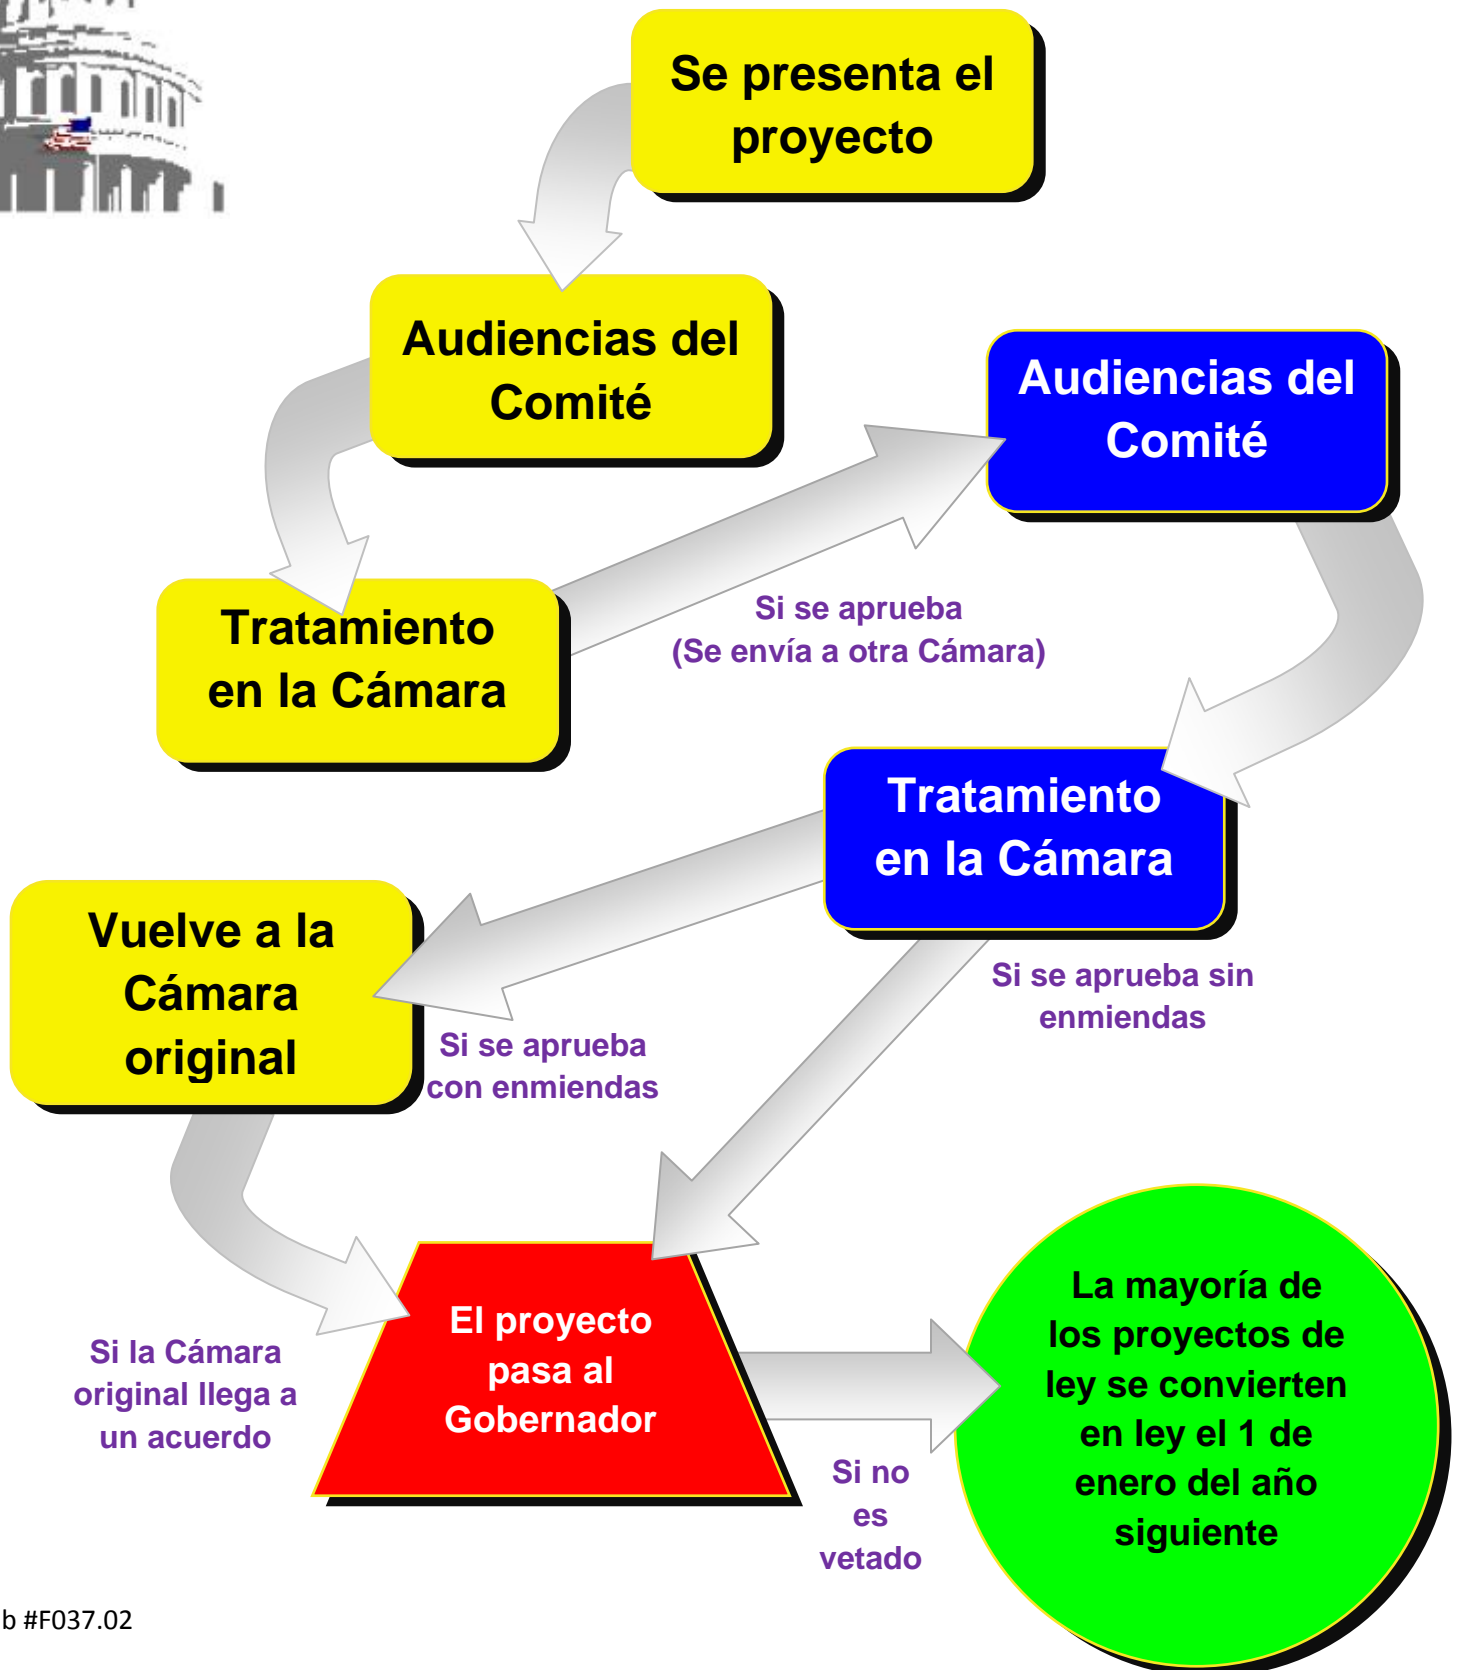 Se presenta el
proyecto
Audiencias del
Comité
Audiencias del
Comité
Tratamiento
en la Cámara
Si se aprueba
(Se envía a otra Cámara)
Tratamiento
en la Cámara
Vuelve a la
Cámara
original
Si se aprueba
con enmiendas
Si se aprueba sin
enmiendas
Si la Cámara
original llega a
un acuerdo
El proyecto
pasa al
Gobernador
Si no
es
vetado
La mayoría de
los proyectos de
ley se convierten
en ley el 1 de
enero del año
siguiente
b #F037.02